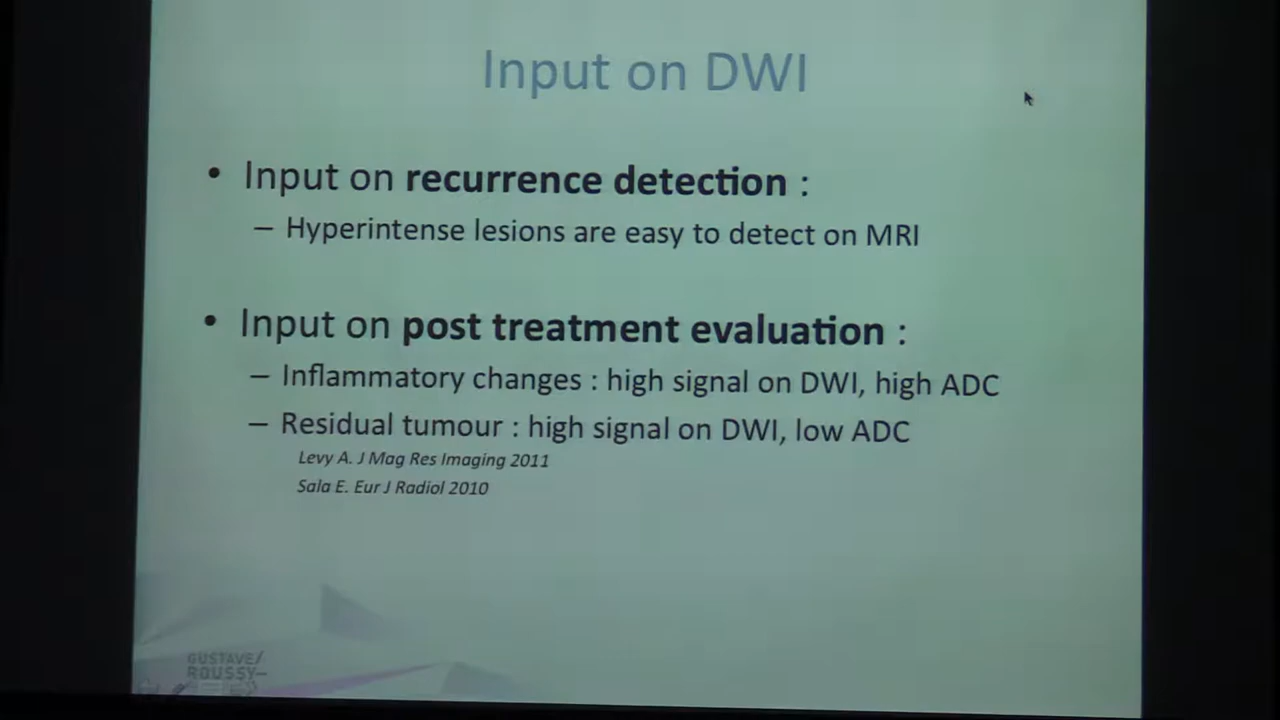 Input on DWI
• Input on recurrence detection :
– Hyperintense lesions are easy to detect on MRI
• Input on post treatment evaluation :
– Inflammatory changes : high signal on DWI, high ADC
– Residual tumour : high signal on DWI, low ADC
Levy A. J Mag Res Imaging 2011
Sala E. Eur J Radiol 2010
GUSTAVE/
ROUSSY